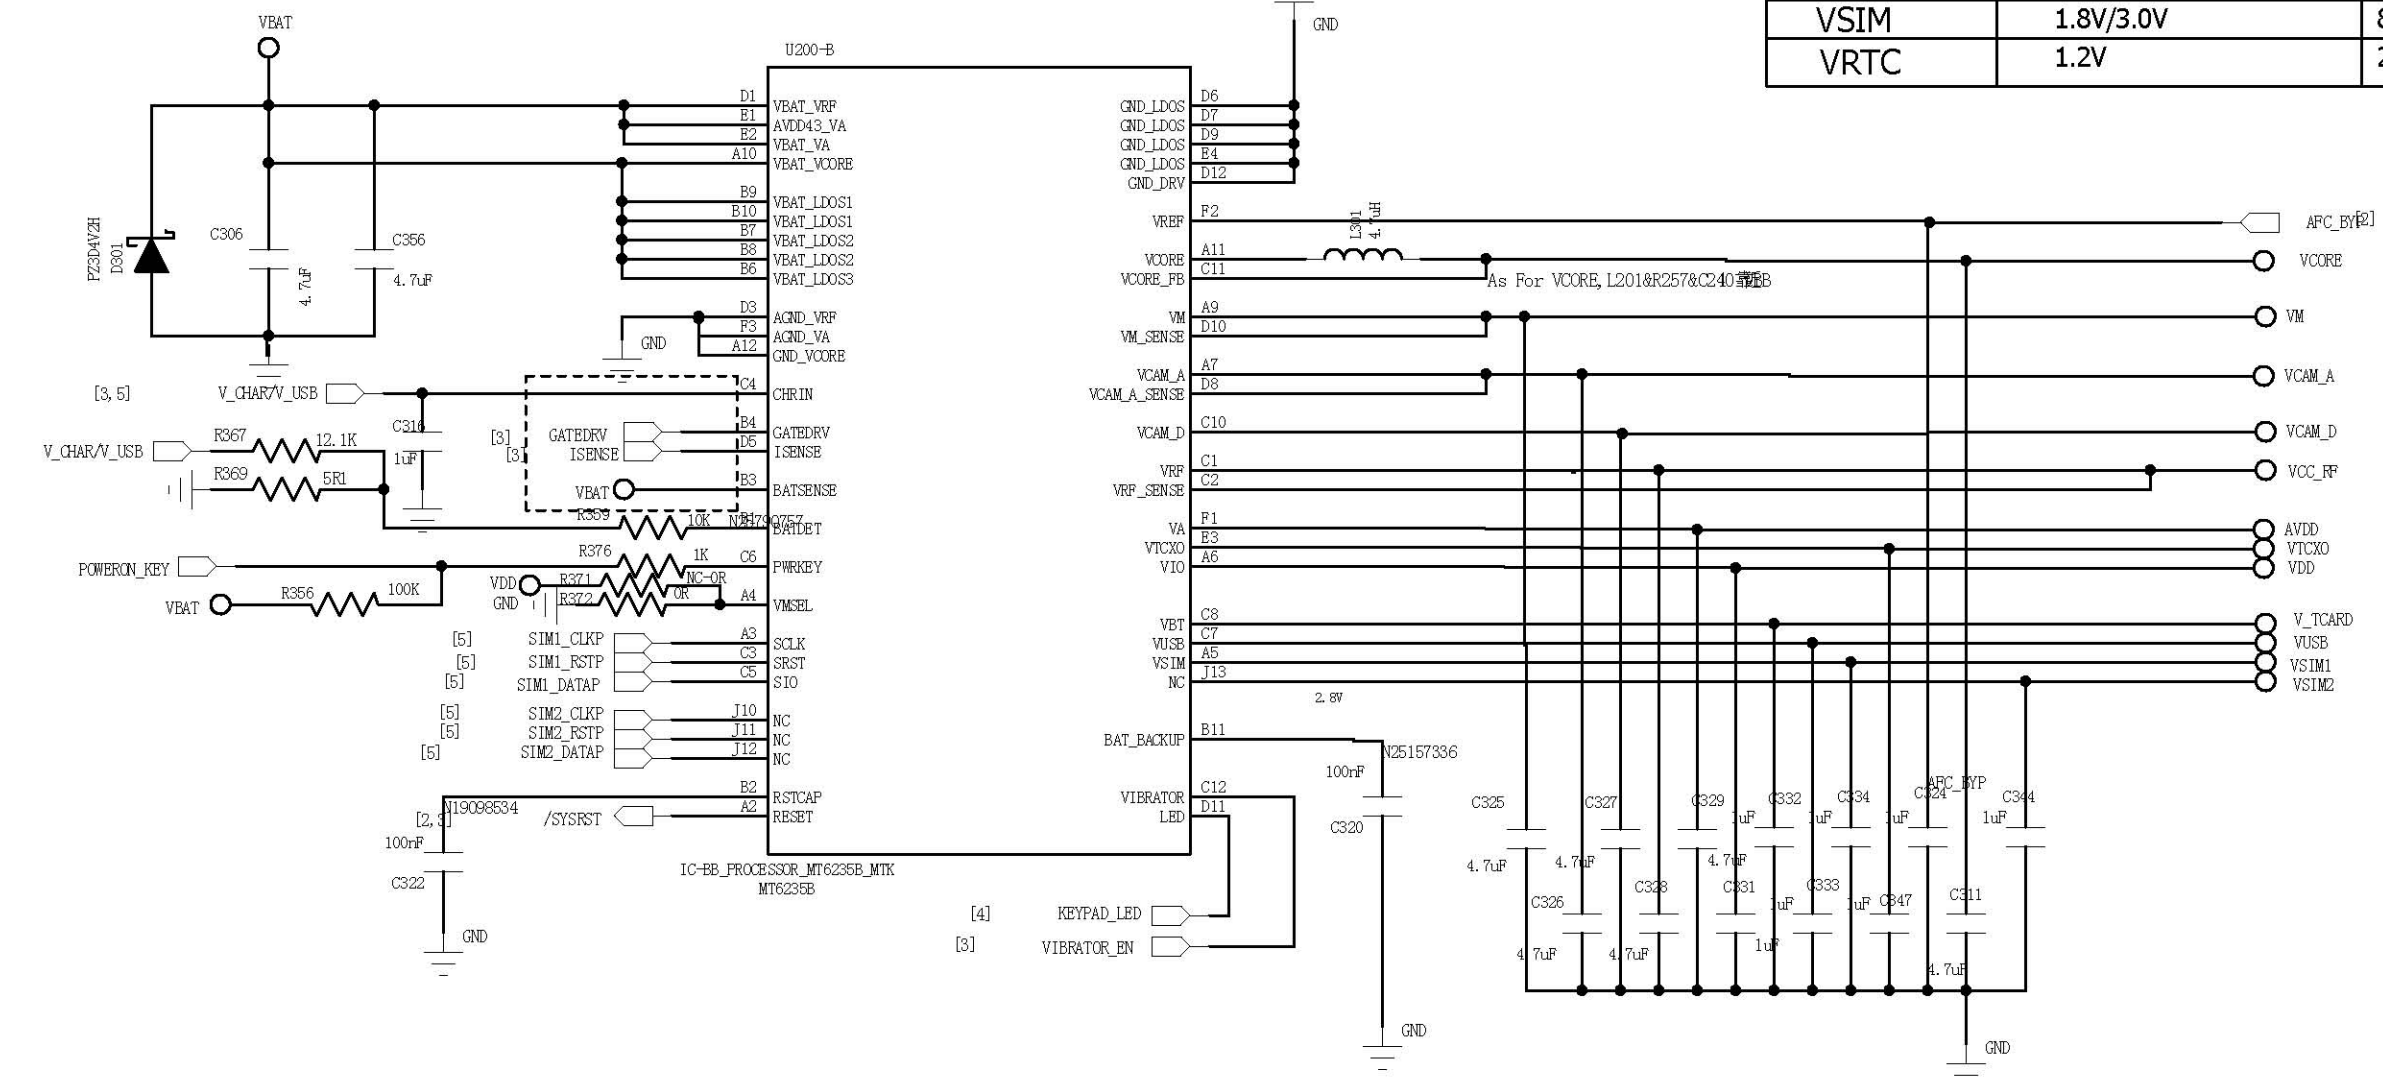 VBAT
GND
VSIM 1.8V/3.0V
VRTC 1.2V
U200-B
D1 VBAT_VRF
E1 AVDD43_VA
E2 VBAT_VA
A10 VBAT_VCORE
B9 VBAT_LDOS1
B10 VBAT_LDOS1
B7 VBAT_LDOS2
B8 VBAT_LDOS2
B6 VBAT_LDOS3
D3 AGND_VRF
F3 AGND_VA
A12 GND_VCORE
C4 CHRIN
B4 GATEDRV
D5 ISENSE
B3 BATSENSE
B1 BATDET
C6 PWRKEY
A4 VMSEL
A3 SCLK
C3 SRST
C5 SIO
J10 NC
J11 NC
J12 NC
B2 RSTCAP
A2 RESET
GND_LDOS D6
GND_LDOS D7
GND_LDOS D9
GND_LDOS E4
GND_DRV D12
VREF F2
VCORE A11
VCORE_FB C11
VM A9
VM_SENSE D10
VCAM_A A7
VCAM_A_SENSE D8
VCAM_D C10
VRF C1
VRF_SENSE C2
VA F1
VTCXO E3
VIO A6
VBT C8
VUSB C7
VSIM A5
NC J13
BAT_BACKUP B11
VIBRATOR C12
LED D11
IC-BB_PROCESSOR_MT6235B_MTK
MT6235B
PZ3D4V2H
D301
C306
4.7uF
C356
4.7uF
GND
[3,5] V_CHAR/V_USB
C316
1uF
V_CHAR/V_USB R367 12.1K
R369 5R1
[3] GATEDRV
[3] ISENSE
VBAT
R359 10K N25790757
POWERON_KEY R376 1K
VDD R371 NC-0R
GND R372 0R
VBAT R356 100K
[5] SIM1_CLKP
[5] SIM1_RSTP
[5] SIM1_DATAP
[5] SIM2_CLKP
[5] SIM2_RSTP
[5] SIM2_DATAP
N19098534
[2,3] /SYSRST
100nF
C322
GND
[4] KEYPAD_LED
[3] VIBRATOR_EN
L301
4.7uH
As For VCORE,L201&R257&C240
AFC_BYP [2]
VCORE
VM
VCAM_A
VCAM_D
VCC_RF
AVDD
VTCXO
VDD
V_TCARD
VUSB
VSIM1
VSIM2
2.8V
N25157336
100nF
C320
GND
AFC_BYP
C325 C327 C329 C332 C334 C324 C344
1uF 1uF 1uF 1uF
4.7uF 4.7uF 4.7uF
C326 C328 C331 C333 C347 C311
1uF 1uF
4.7uF 4.7uF 1uF 4.7uF
GND